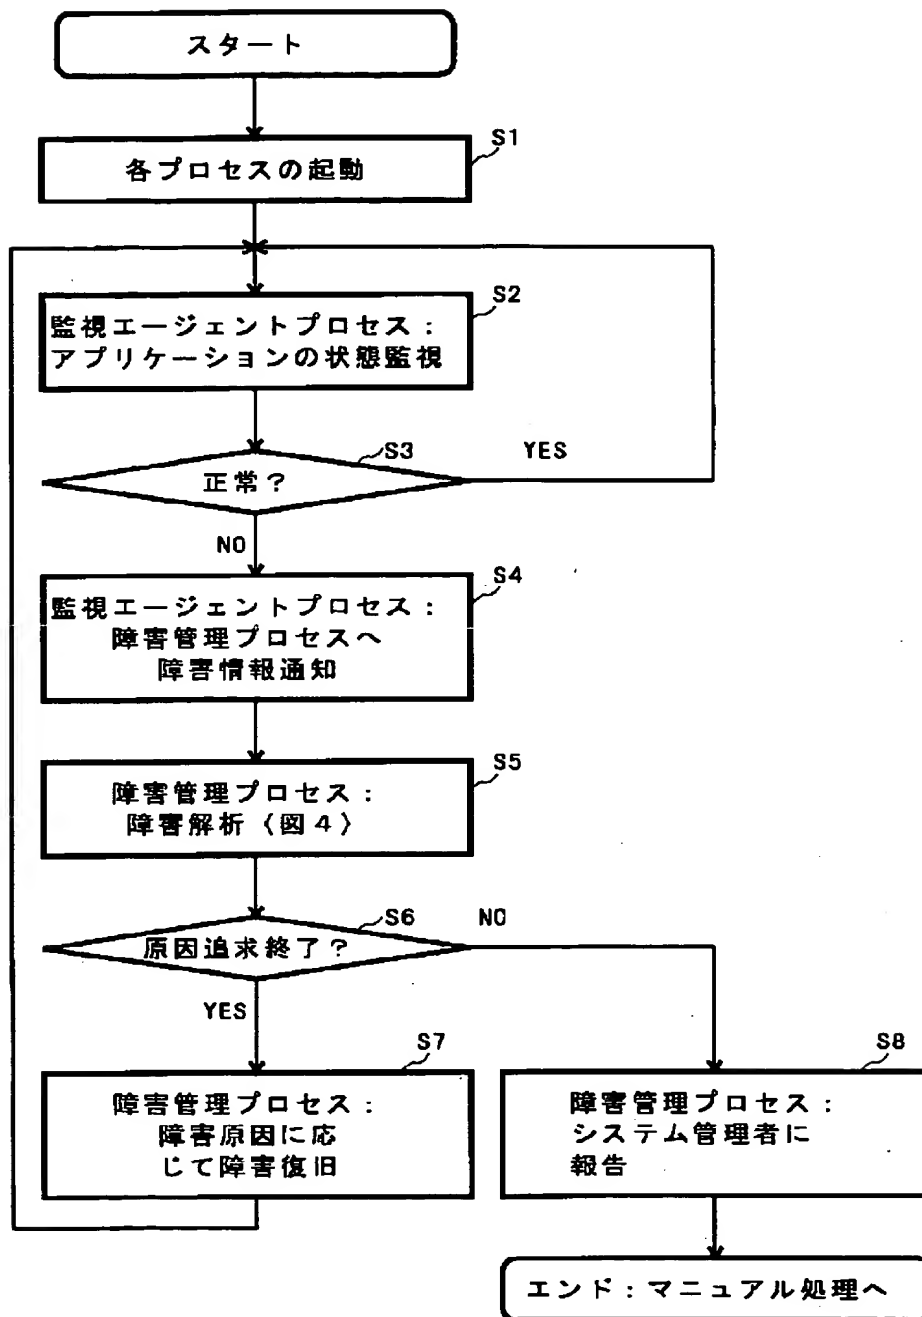 スタート
S1
各プロセスの起動
S2
監視エージェントプロセス：
アプリケーションの状態監視
S3
YES
正常？
NO
S4
監視エージェントプロセス：
障害管理プロセスへ
障害情報通知
S5
障害管理プロセス：
障害解析〈図４〉
S6
NO
原因追求終了？
YES
S7
障害管理プロセス：
障害原因に応
じて障害復旧
S8
障害管理プロセス：
システム管理者に
報告
エンド：マニュアル処理へ